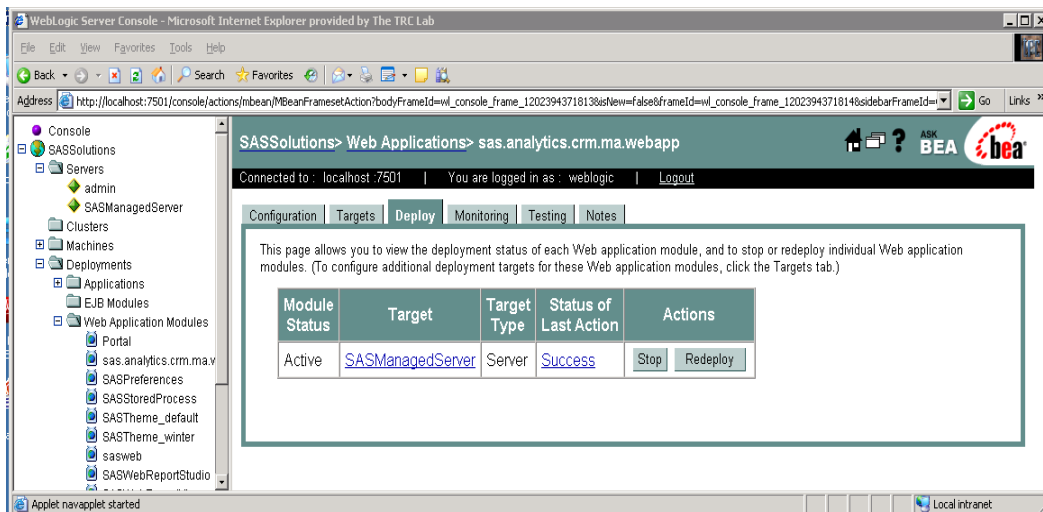 WebLogic Server Console - Microsoft Internet Explorer provided by The TRC Lab
File Edit View Favorites Tools Help
Back Search Favorites
Address http://localhost:7501/console/actions/mbean/MBeanFramesetAction?bodyFrameId=wl_console_frame_1202394371813&isNew=false&frameId=wl_console_frame_1202394371814&sidebarFrameId= Go Links »
Console
SASSolutions
Servers
admin
SASManagedServer
Clusters
Machines
Deployments
Applications
EJB Modules
Web Application Modules
Portal
sas.analytics.crm.ma.v
SASPreferences
SASStoredProcess
SASTheme_default
SASTheme_winter
sasweb
SASWebReportStudio
SASSolutions> Web Applications> sas.analytics.crm.ma.webapp
? ASK BEA bea
Connected to : localhost :7501 | You are logged in as : weblogic | Logout
Configuration Targets Deploy Monitoring Testing Notes
This page allows you to view the deployment status of each Web application module, and to stop or redeploy individual Web application
modules. (To configure additional deployment targets for these Web application modules, click the Targets tab.)
Module Status Target Target Type Status of Last Action Actions
Active SASManagedServer Server Success Stop Redeploy
Applet navapplet started
Local intranet